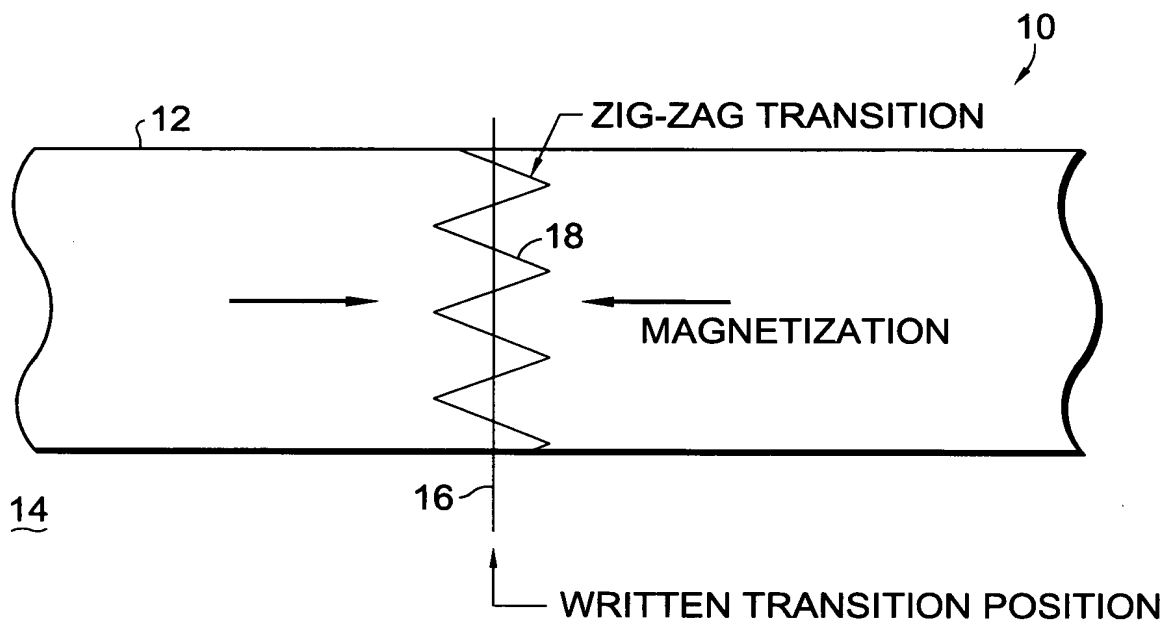 10
12
ZIG-ZAG TRANSITION
18
MAGNETIZATION
16
14
WRITTEN TRANSITION POSITION